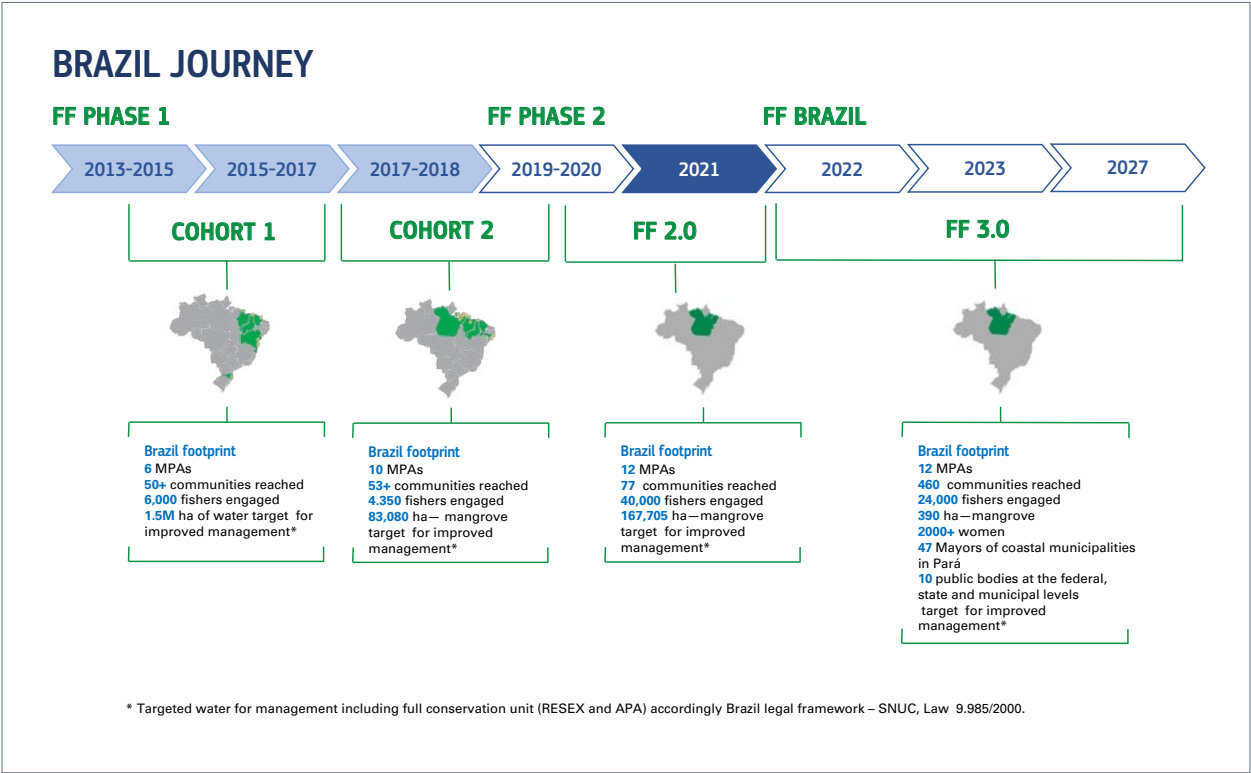 BRAZIL JOURNEY
FF PHASE 1
FF PHASE 2
FF BRAZIL
2013-2015
2015-2017
2017-2018
2019-2020
2021
2022
2023
2027
COHORT 1
COHORT 2
FF 2.0
FF 3.0
Brazil footprint
6 MPAs
50+ communities reached
6,000 fishers engaged
1.5M ha of water target for
improved management*
Brazil footprint
10 MPAs
53+ communities reached
4.350 fishers engaged
83,080 ha— mangrove
target for improved
management*
Brazil footprint
12 MPAs
77 communities reached
40,000 fishers engaged
167,705 ha—mangrove
target for improved
management*
Brazil footprint
12 MPAs
460 communities reached
24,000 fishers engaged
390 ha—mangrove
2000+ women
47 Mayors of coastal municipalities
in Pará
10 public bodies at the federal,
state and municipal levels
target for improved
management*
* Targeted water for management including full conservation unit (RESEX and APA) accordingly Brazil legal framework – SNUC, Law 9.985/2000.